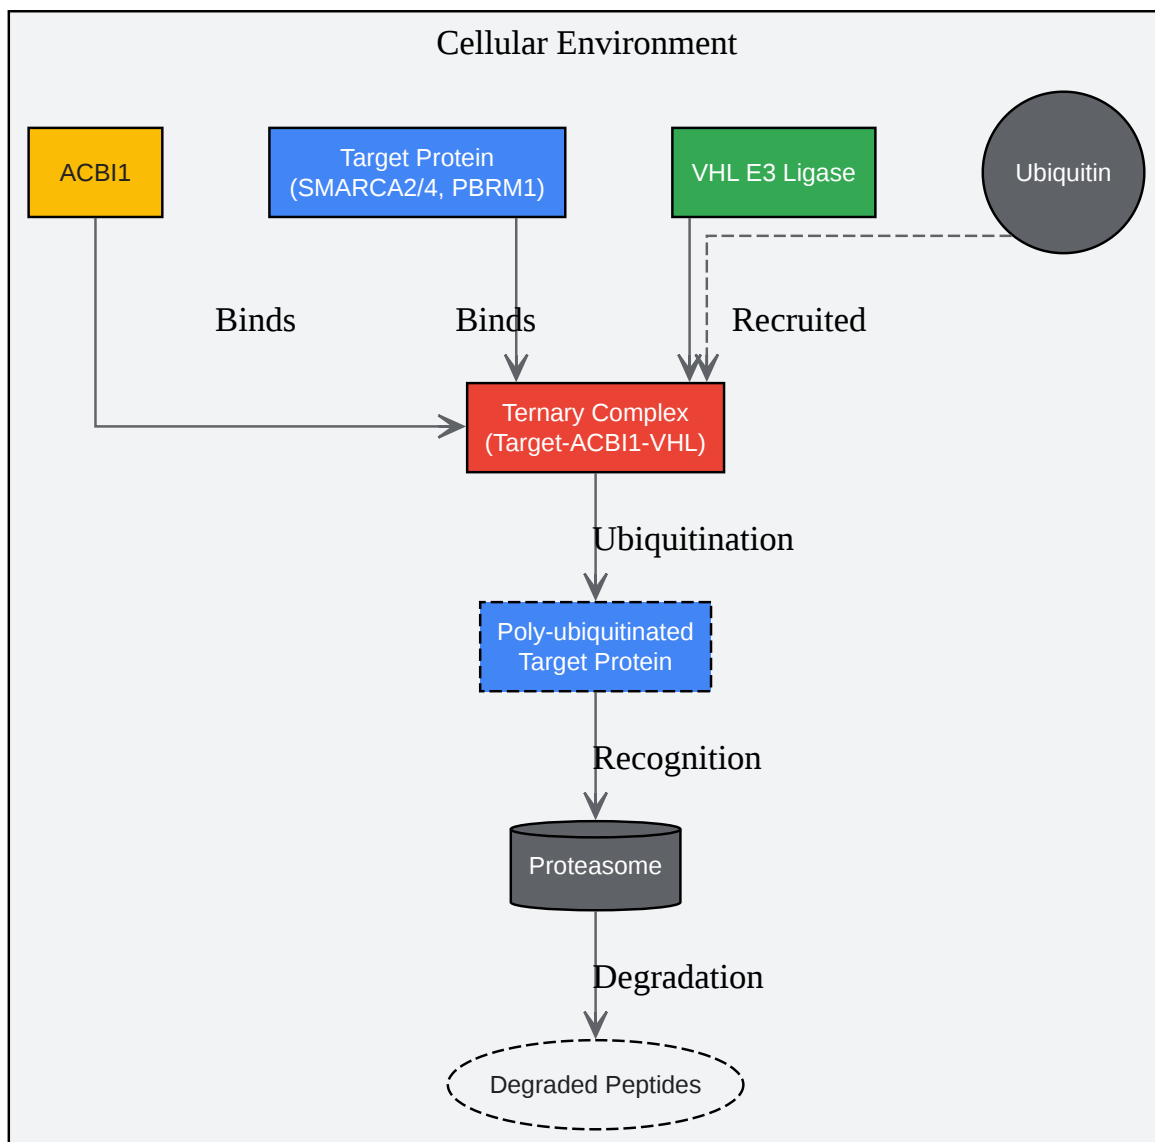 Cellular Environment
ACBI1
Target Protein
(SMARCA2/4, PBRM1)
VHL E3 Ligase
Ubiquitin
Binds
Binds
Recruited
Ternary Complex
(Target-ACBI1-VHL)
Ubiquitination
Poly-ubiquitinated
Target Protein
Recognition
Proteasome
Degradation
Degraded Peptides